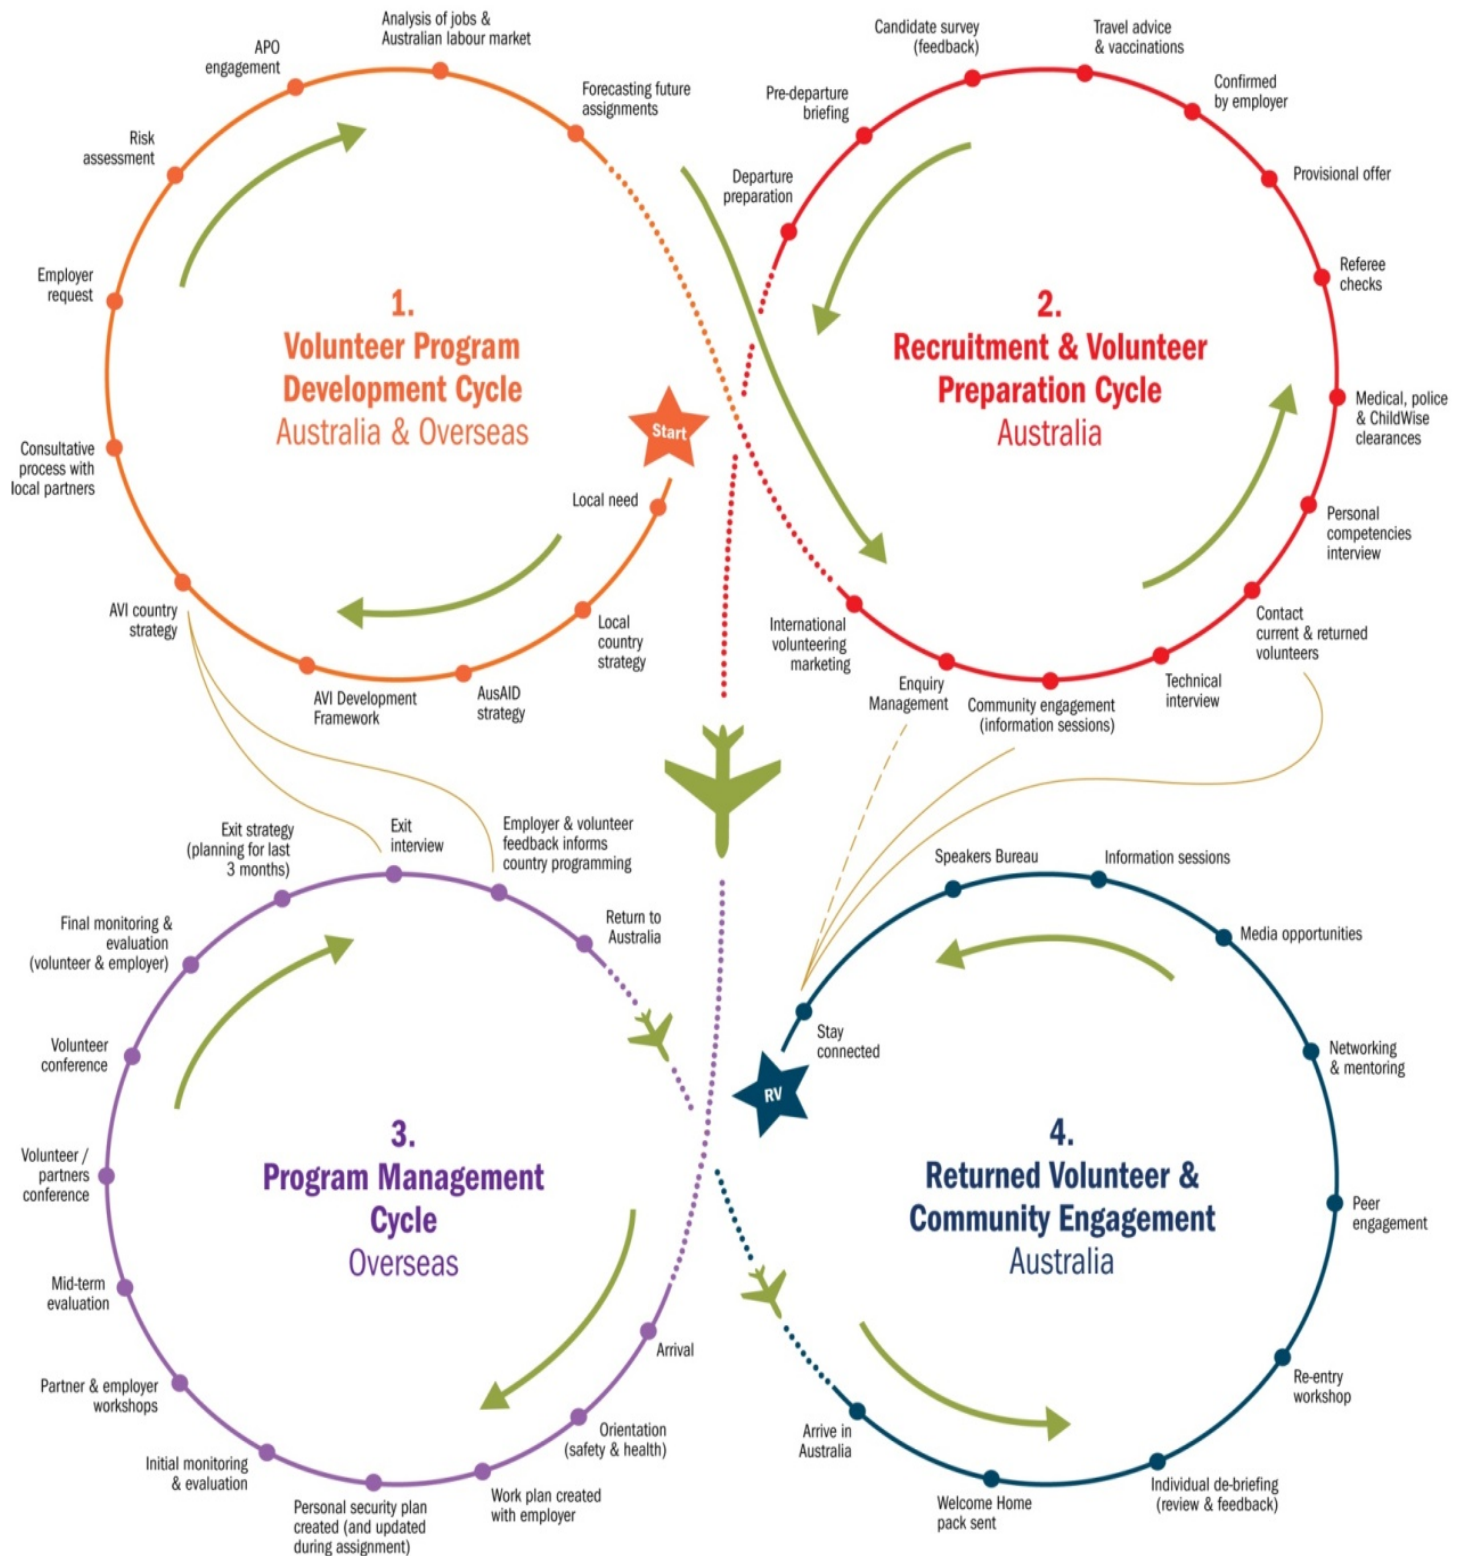 Analysis of jobs &
Australian labour market
APO
engagement
Forecasting future
assignments
Risk
assessment
Employer
request
Consultative
process with
local partners
AVI country
strategy
AVI Development
Framework
AusAID
strategy
Local
country
strategy
Local need
Start
1.
Volunteer Program
Development Cycle
Australia & Overseas
Candidate survey
(feedback)
Travel advice
& vaccinations
Pre-departure
briefing
Confirmed
by employer
Departure
preparation
Provisional offer
Referee
checks
Medical, police
& ChildWise
clearances
Personal
competencies
interview
Contact
current & returned
volunteers
Technical
interview
Community engagement
(information sessions)
Enquiry
Management
International
volunteering
marketing
2.
Recruitment & Volunteer
Preparation Cycle
Australia
Exit strategy
(planning for last
3 months)
Exit
interview
Employer & volunteer
feedback informs
country programming
Return to
Australia
Final monitoring &
evaluation
(volunteer & employer)
Volunteer
conference
Volunteer /
partners
conference
Mid-term
evaluation
Partner & employer
workshops
Initial monitoring
& evaluation
Personal security plan
created (and updated
during assignment)
Work plan created
with employer
Orientation
(safety & health)
Arrival
3.
Program Management
Cycle
Overseas
Speakers Bureau
Information sessions
Media opportunities
Stay
connected
RV
Networking
& mentoring
Peer
engagement
Re-entry
workshop
Individual de-briefing
(review & feedback)
Welcome Home
pack sent
Arrive in
Australia
4.
Returned Volunteer &
Community Engagement
Australia